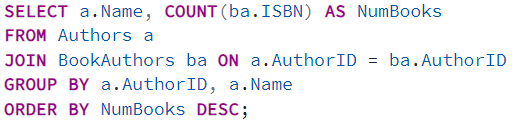 SELECT a.Name, COUNT(ba.ISBN) AS NumBooks
FROM Authors a
JOIN BookAuthors ba ON a.AuthorID = ba.AuthorID
GROUP BY a.AuthorID, a.Name
ORDER BY NumBooks DESC;